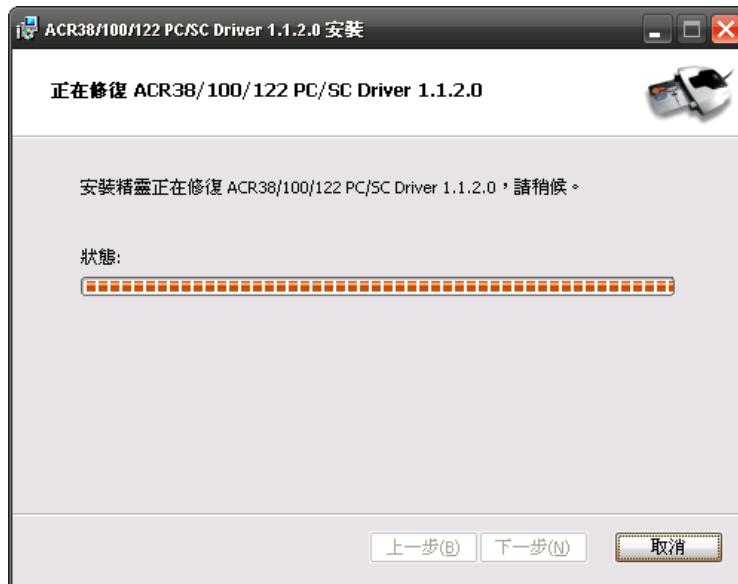 ACR38/100/122 PC/SC Driver 1.1.2.0 安裝
正在修復 ACR38/100/122 PC/SC Driver 1.1.2.0
安裝精靈正在修復 ACR38/100/122 PC/SC Driver 1.1.2.0，請稍候。
狀態:
上一步(B) 下一步(N) 取消